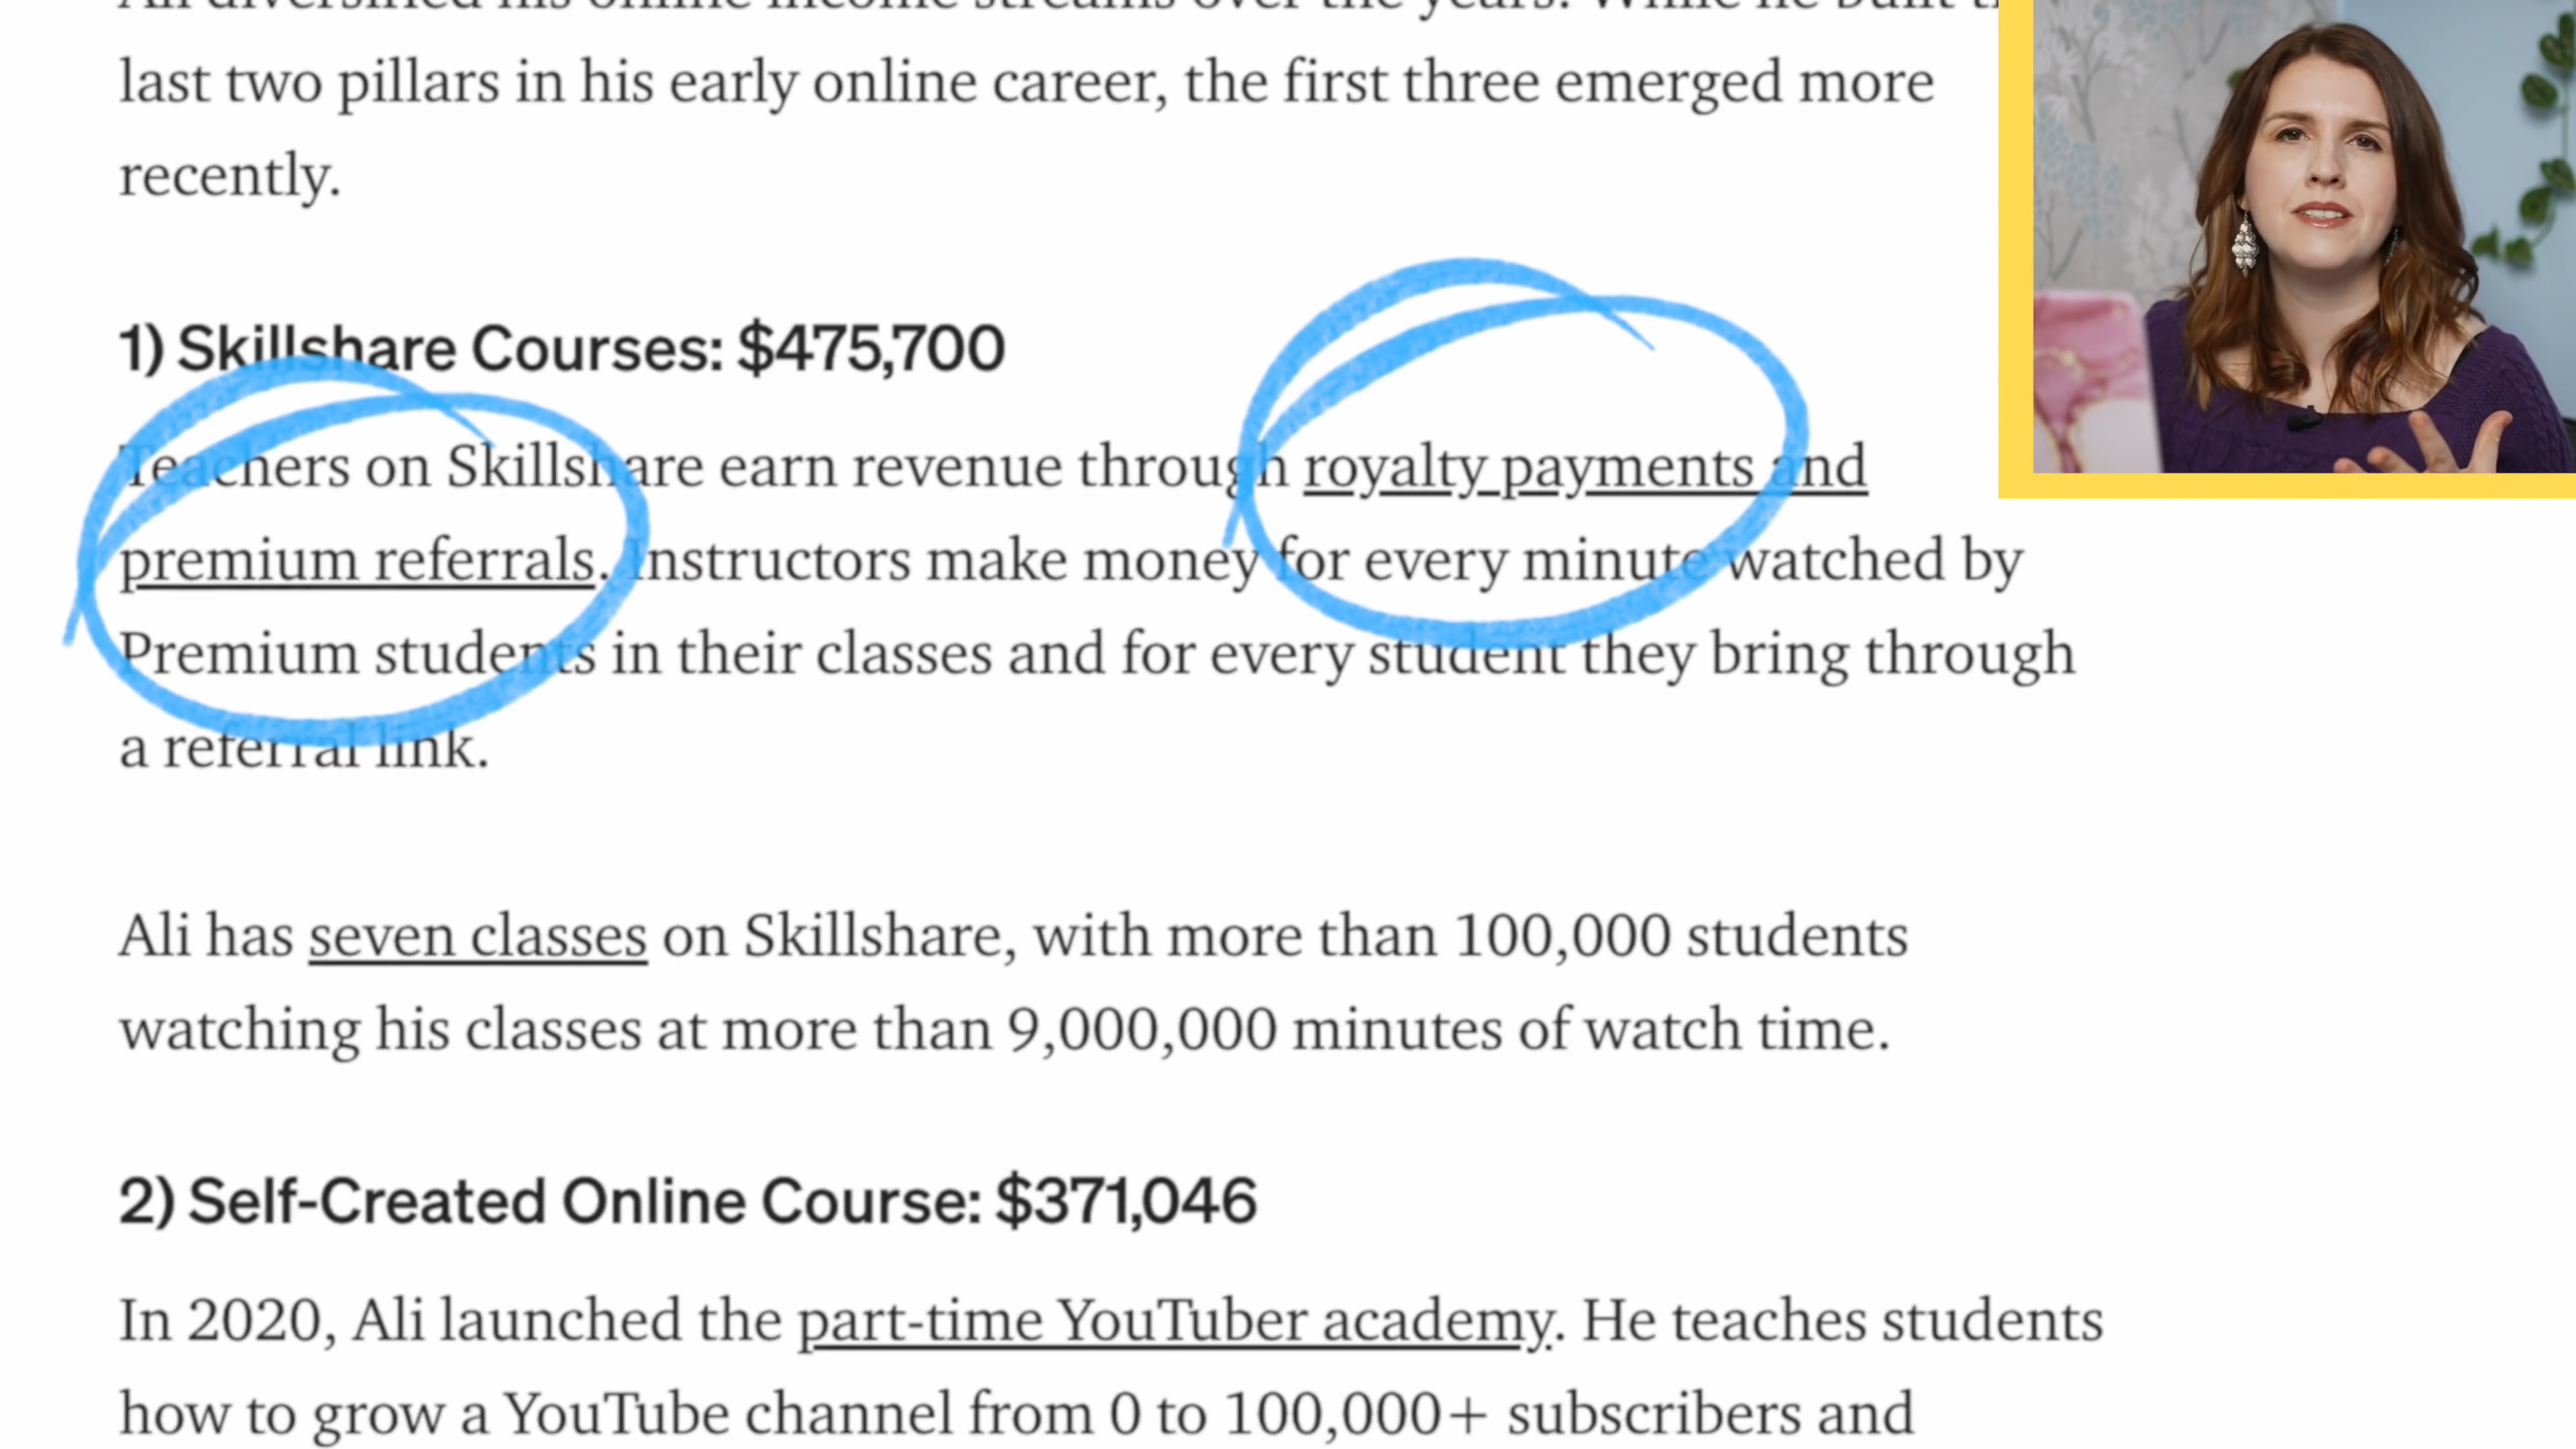 last two pillars in his early online career, the first three emerged more
recently.
1) Skillshare Courses: $475,700
Teachers on Skillshare earn revenue through royalty payments and
premium referrals. Instructors make money for every minute watched by
Premium students in their classes and for every student they bring through
a referral link.
Ali has seven classes on Skillshare, with more than 100,000 students
watching his classes at more than 9,000,000 minutes of watch time.
2) Self-Created Online Course: $371,046
In 2020, Ali launched the part-time YouTuber academy. He teaches students
how to grow a YouTube channel from 0 to 100,000+ subscribers and